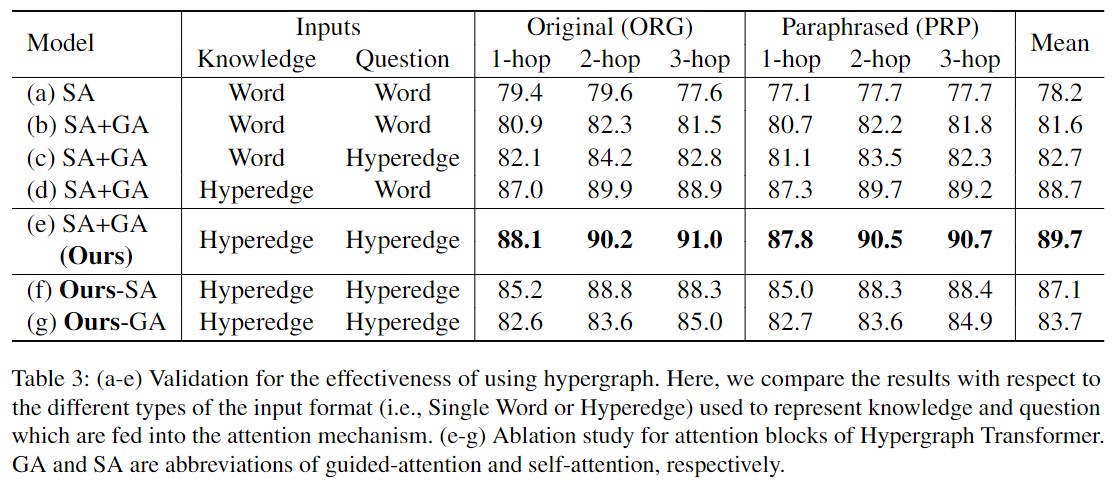 Model Inputs Original (ORG) Paraphrased (PRP) Mean
Knowledge Question 1-hop 2-hop 3-hop 1-hop 2-hop 3-hop
(a) SA Word Word 79.4 79.6 77.6 77.1 77.7 77.7 78.2
(b) SA+GA Word Word 80.9 82.3 81.5 80.7 82.2 81.8 81.6
(c) SA+GA Word Hyperedge 82.1 84.2 82.8 81.1 83.5 82.3 82.7
(d) SA+GA Hyperedge Word 87.0 89.9 88.9 87.3 89.7 89.2 88.7
(e) SA+GA
(Ours) Hyperedge Hyperedge 88.1 90.2 91.0 87.8 90.5 90.7 89.7
(f) Ours-SA Hyperedge Hyperedge 85.2 88.8 88.3 85.0 88.3 88.4 87.1
(g) Ours-GA Hyperedge Hyperedge 82.6 83.6 85.0 82.7 83.6 84.9 83.7
Table 3: (a-e) Validation for the effectiveness of using hypergraph. Here, we compare the results with respect to
the different types of the input format (i.e., Single Word or Hyperedge) used to represent knowledge and question
which are fed into the attention mechanism. (e-g) Ablation study for attention blocks of Hypergraph Transformer.
GA and SA are abbreviations of guided-attention and self-attention, respectively.